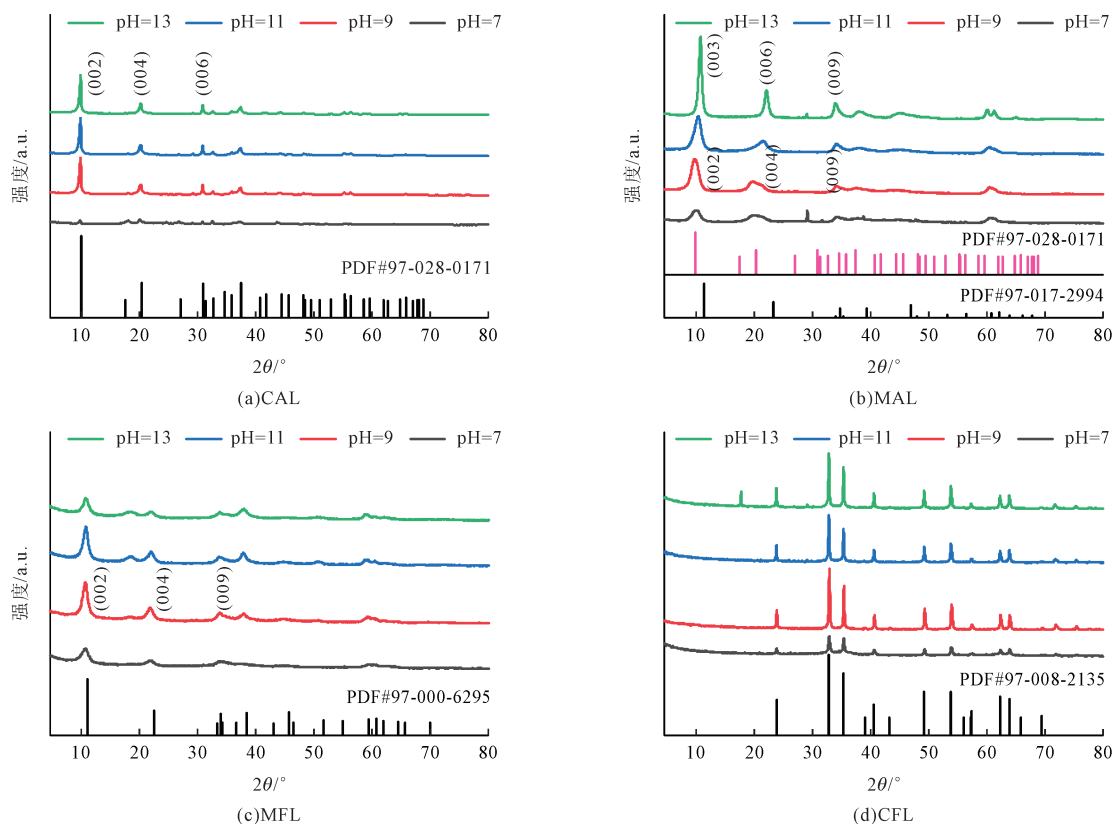 pH=13 pH=11 pH=9 pH=7
(002) (004) (006)
强度/a.u.
PDF#97-028-0171
10 20 30 40 50 60 70 80
2θ/°
(a)CAL
pH=13 pH=11 pH=9 pH=7
(003) (006) (009)
(002) (004) (009)
强度/a.u.
PDF#97-028-0171
PDF#97-017-2994
10 20 30 40 50 60 70 80
2θ/°
(b)MAL
pH=13 pH=11 pH=9 pH=7
(002) (004) (009)
强度/a.u.
PDF#97-000-6295
10 20 30 40 50 60 70 80
2θ/°
(c)MFL
pH=13 pH=11 pH=9 pH=7
强度/a.u.
PDF#97-008-2135
10 20 30 40 50 60 70 80
2θ/°
(d)CFL